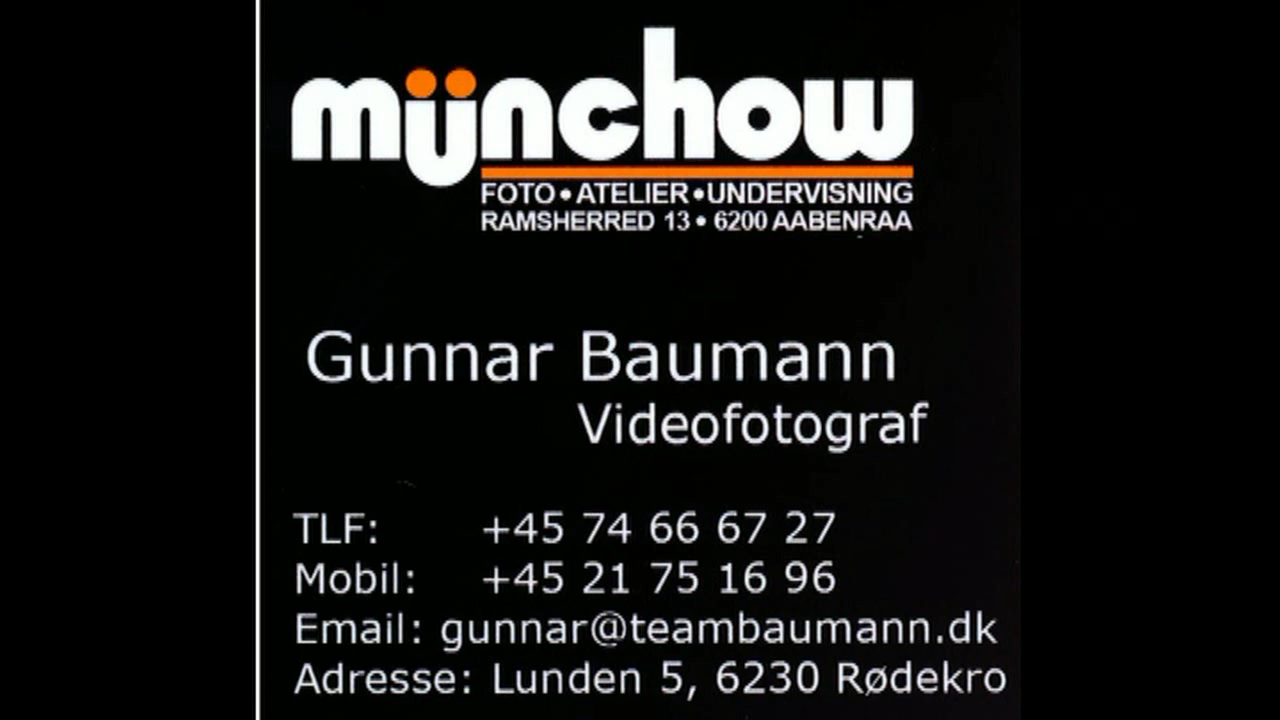 münchow
FOTO • ATELIER • UNDERVISNING
RAMSHERRED 13 • 6200 AABENRAA
Gunnar Baumann
Videofotograf
TLF: +45 74 66 67 27
Mobil: +45 21 75 16 96
Email: gunnar@teambaumann.dk
Adresse: Lunden 5, 6230 Rødekro